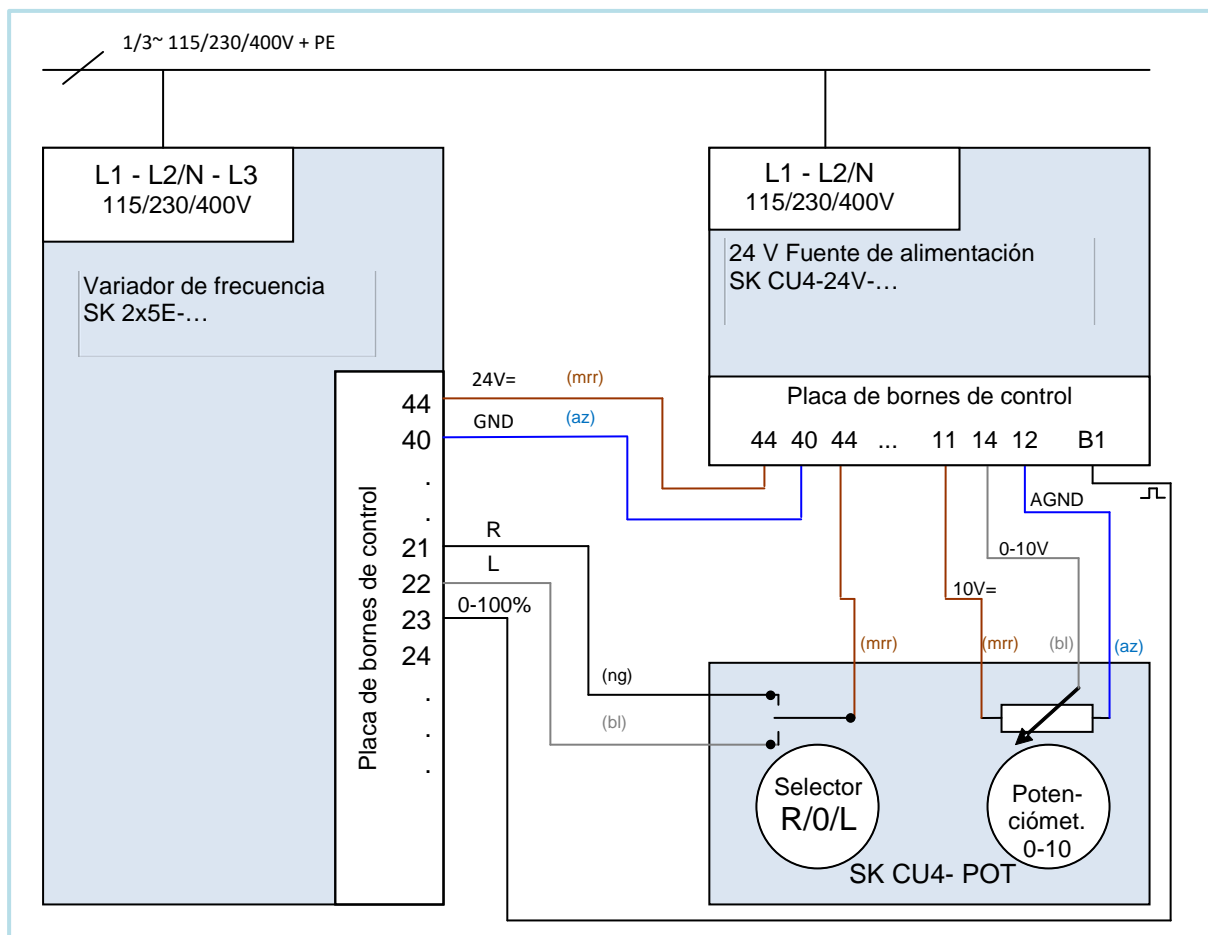 1/3~ 115/230/400V + PE
L1 - L2/N - L3
115/230/400V
L1 - L2/N
115/230/400V
Variador de frecuencia
SK 2x5E-…
24 V Fuente de alimentación
SK CU4-24V-…
Placa de bornes de control
44 40 44 ... 11 14 12 B1
Placa de bornes de control
44
40
.
.
21
22
23
24
.
.
.
24V=
(mrr)
GND
(az)
R
L
0-100%
(ng)
(bl)
AGND
0-10V
10V=
(mrr)
(mrr)
(bl)
(az)
Selector
R/0/L
Poten-
ciómet.
0-10
SK CU4- POT